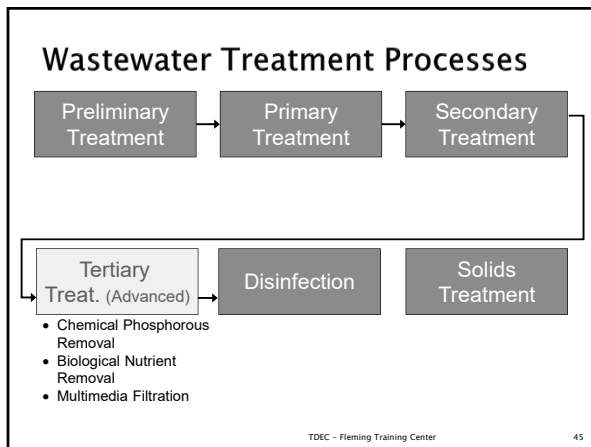 Wastewater Treatment Processes
Preliminary
Treatment
Primary
Treatment
Secondary
Treatment
Tertiary
Treat. (Advanced)
Disinfection
Solids
Treatment
• Chemical Phosphorous
Removal
• Biological Nutrient
Removal
• Multimedia Filtration
TDEC – Fleming Training Center
45